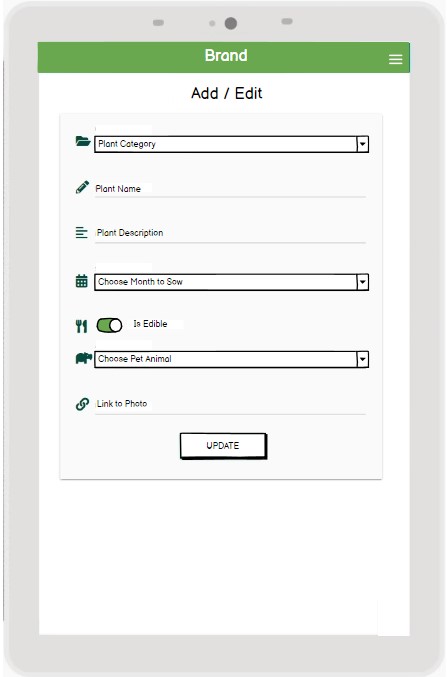 Brand
Add / Edit
Plant Category
Plant Name
Plant Description
Choose Month to Sow
Is Edible
Choose Pet Animal
Link to Photo
UPDATE